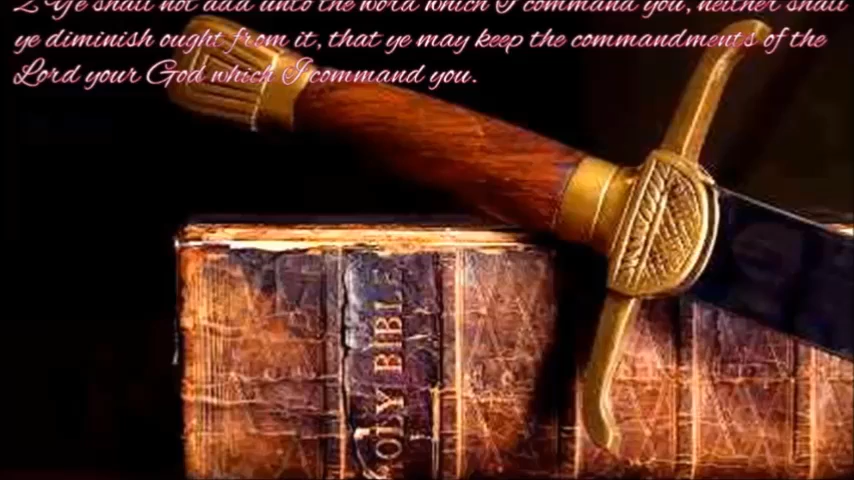 2 Ye shall not add unto the word which I command you, neither shall
ye diminish ought from it, that ye may keep the commandments of the
Lord your God which I command you.
HOLY BIBLE